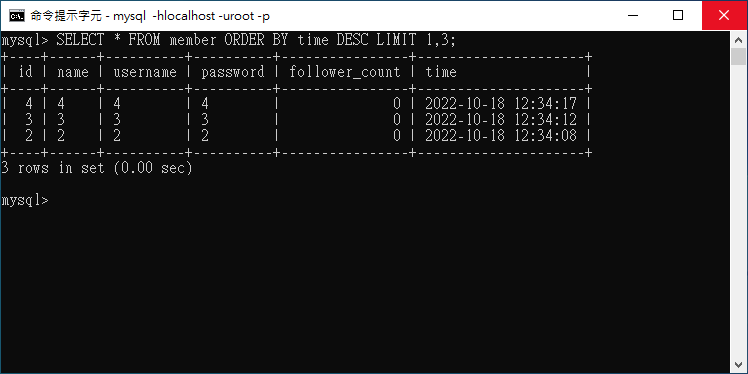 命令提示字元 - mysql  -hlocalhost -uroot -p
mysql> SELECT * FROM member ORDER BY time DESC LIMIT 1,3;
+----+------+----------+----------+----------------+---------------------+
| id | name | username | password | follower_count | time                |
+----+------+----------+----------+----------------+---------------------+
|  4 | 4    | 4        | 4        |              0 | 2022-10-18 12:34:17 |
|  3 | 3    | 3        | 3        |              0 | 2022-10-18 12:34:12 |
|  2 | 2    | 2        | 2        |              0 | 2022-10-18 12:34:08 |
+----+------+----------+----------+----------------+---------------------+
3 rows in set (0.00 sec)
mysql>